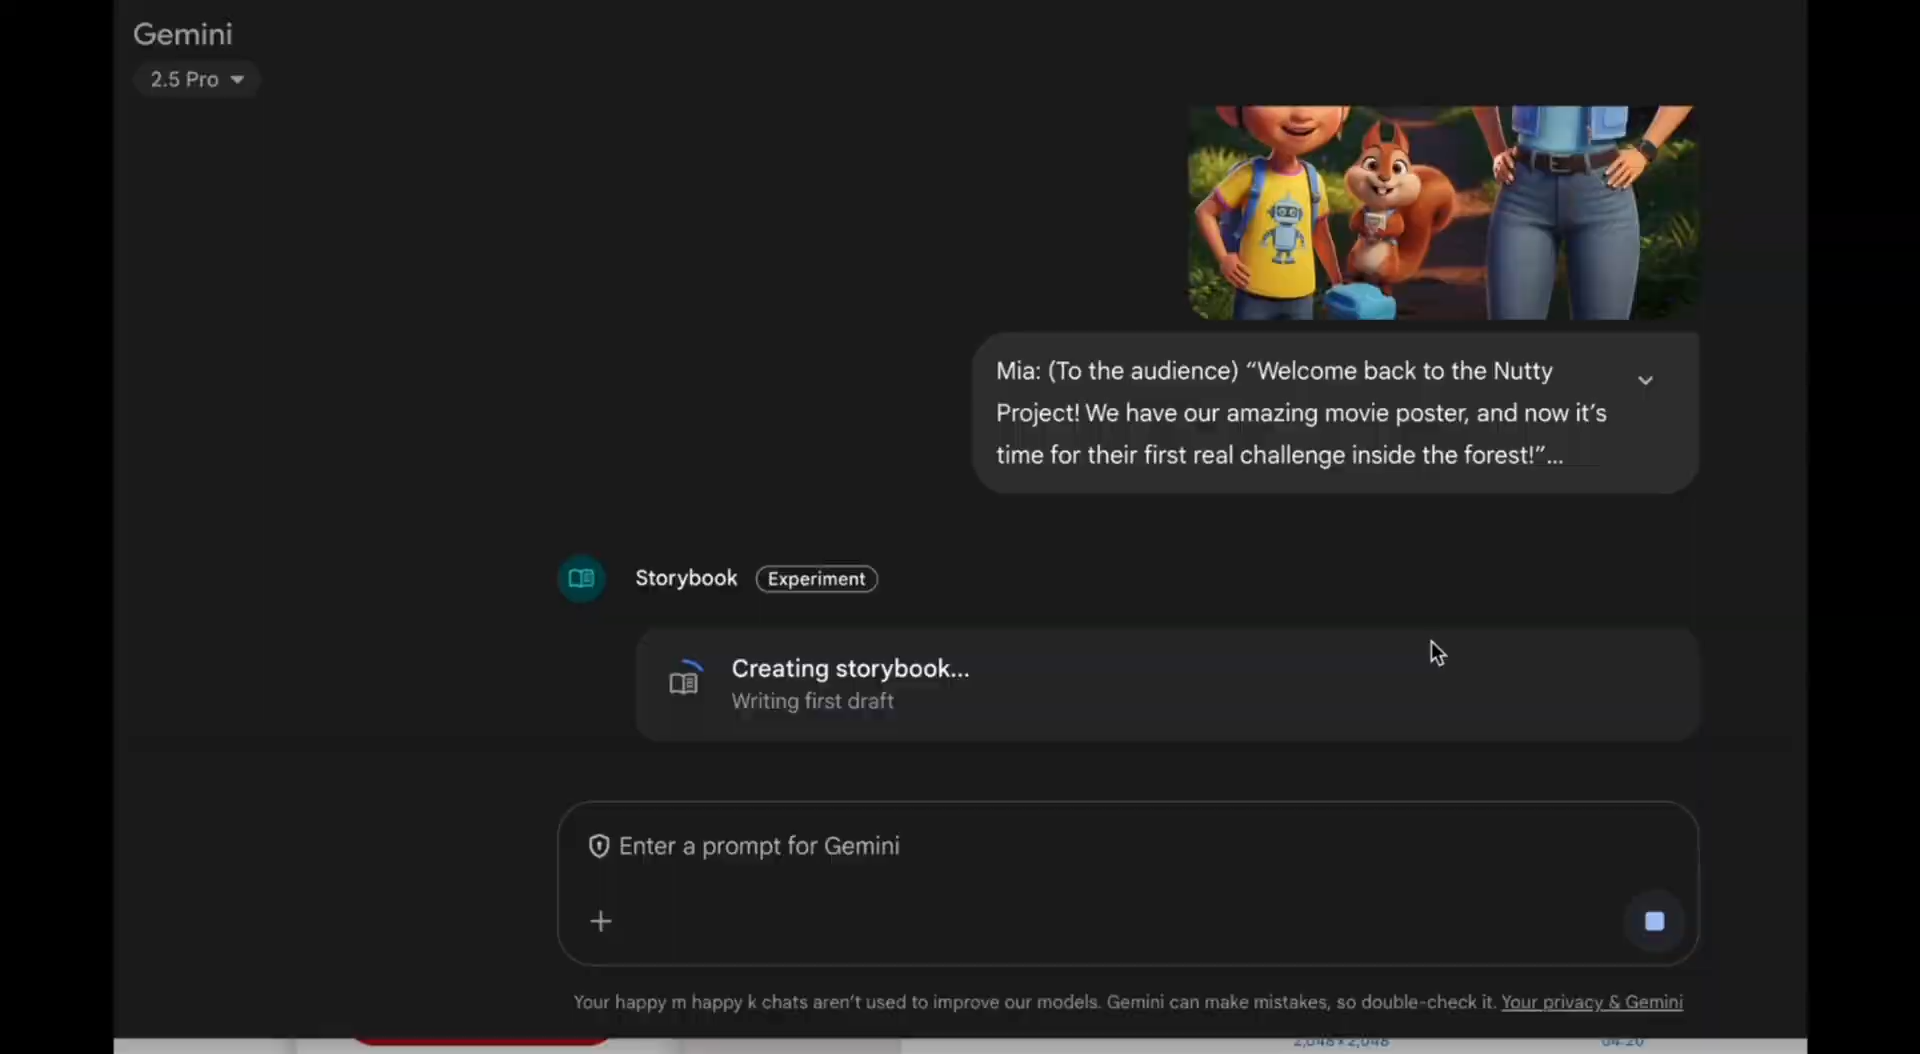 Gemini
2.5 Pro
Mia: (To the audience) “Welcome back to the Nutty
Project! We have our amazing movie poster, and now it’s
time for their first real challenge inside the forest!”...
Storybook Experiment
Creating storybook...
Writing first draft
Enter a prompt for Gemini
Your happy m happy k chats aren’t used to improve our models. Gemini can make mistakes, so double-check it. Your privacy & Gemini